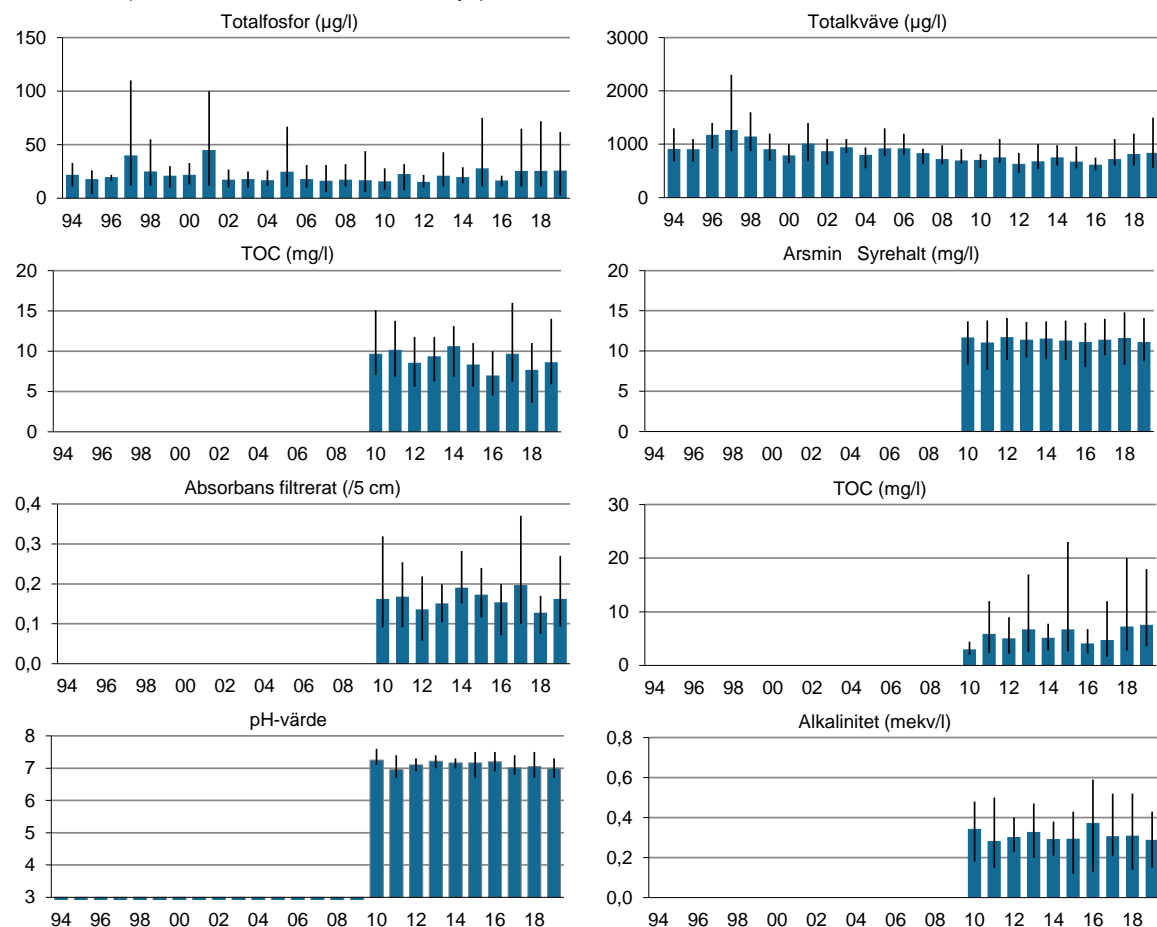 Totalfosfor (µg/l)
150
100
50
0
94 96 98 00 02 04 06 08 10 12 14 16 18
Totalkväve (µg/l)
3000
2000
1000
0
94 96 98 00 02 04 06 08 10 12 14 16 18
TOC (mg/l)
20
15
10
5
0
94 96 98 00 02 04 06 08 10 12 14 16 18
Arsmin Syrehalt (mg/l)
20
15
10
5
0
94 96 98 00 02 04 06 08 10 12 14 16 18
Absorbans filtrerat (/5 cm)
0,4
0,3
0,2
0,1
0,0
94 96 98 00 02 04 06 08 10 12 14 16 18
TOC (mg/l)
30
20
10
0
94 96 98 00 02 04 06 08 10 12 14 16 18
pH-värde
8
7
6
5
4
3
94 96 98 00 02 04 06 08 10 12 14 16 18
Alkalinitet (mekv/l)
0,8
0,6
0,4
0,2
0,0
94 96 98 00 02 04 06 08 10 12 14 16 18